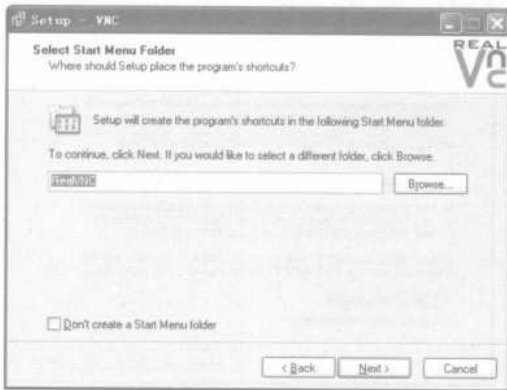 Setup - VNC
Select Start Menu Folder
Where should Setup place the program's shortcuts?
REAL
Vnc
Setup will create the program's shortcuts in the following Start Menu folder.
To continue, click Next. If you would like to select a different folder, click Browse.
RealVNC
Browse...
Don't create a Start Menu folder
< Back
Next >
Cancel